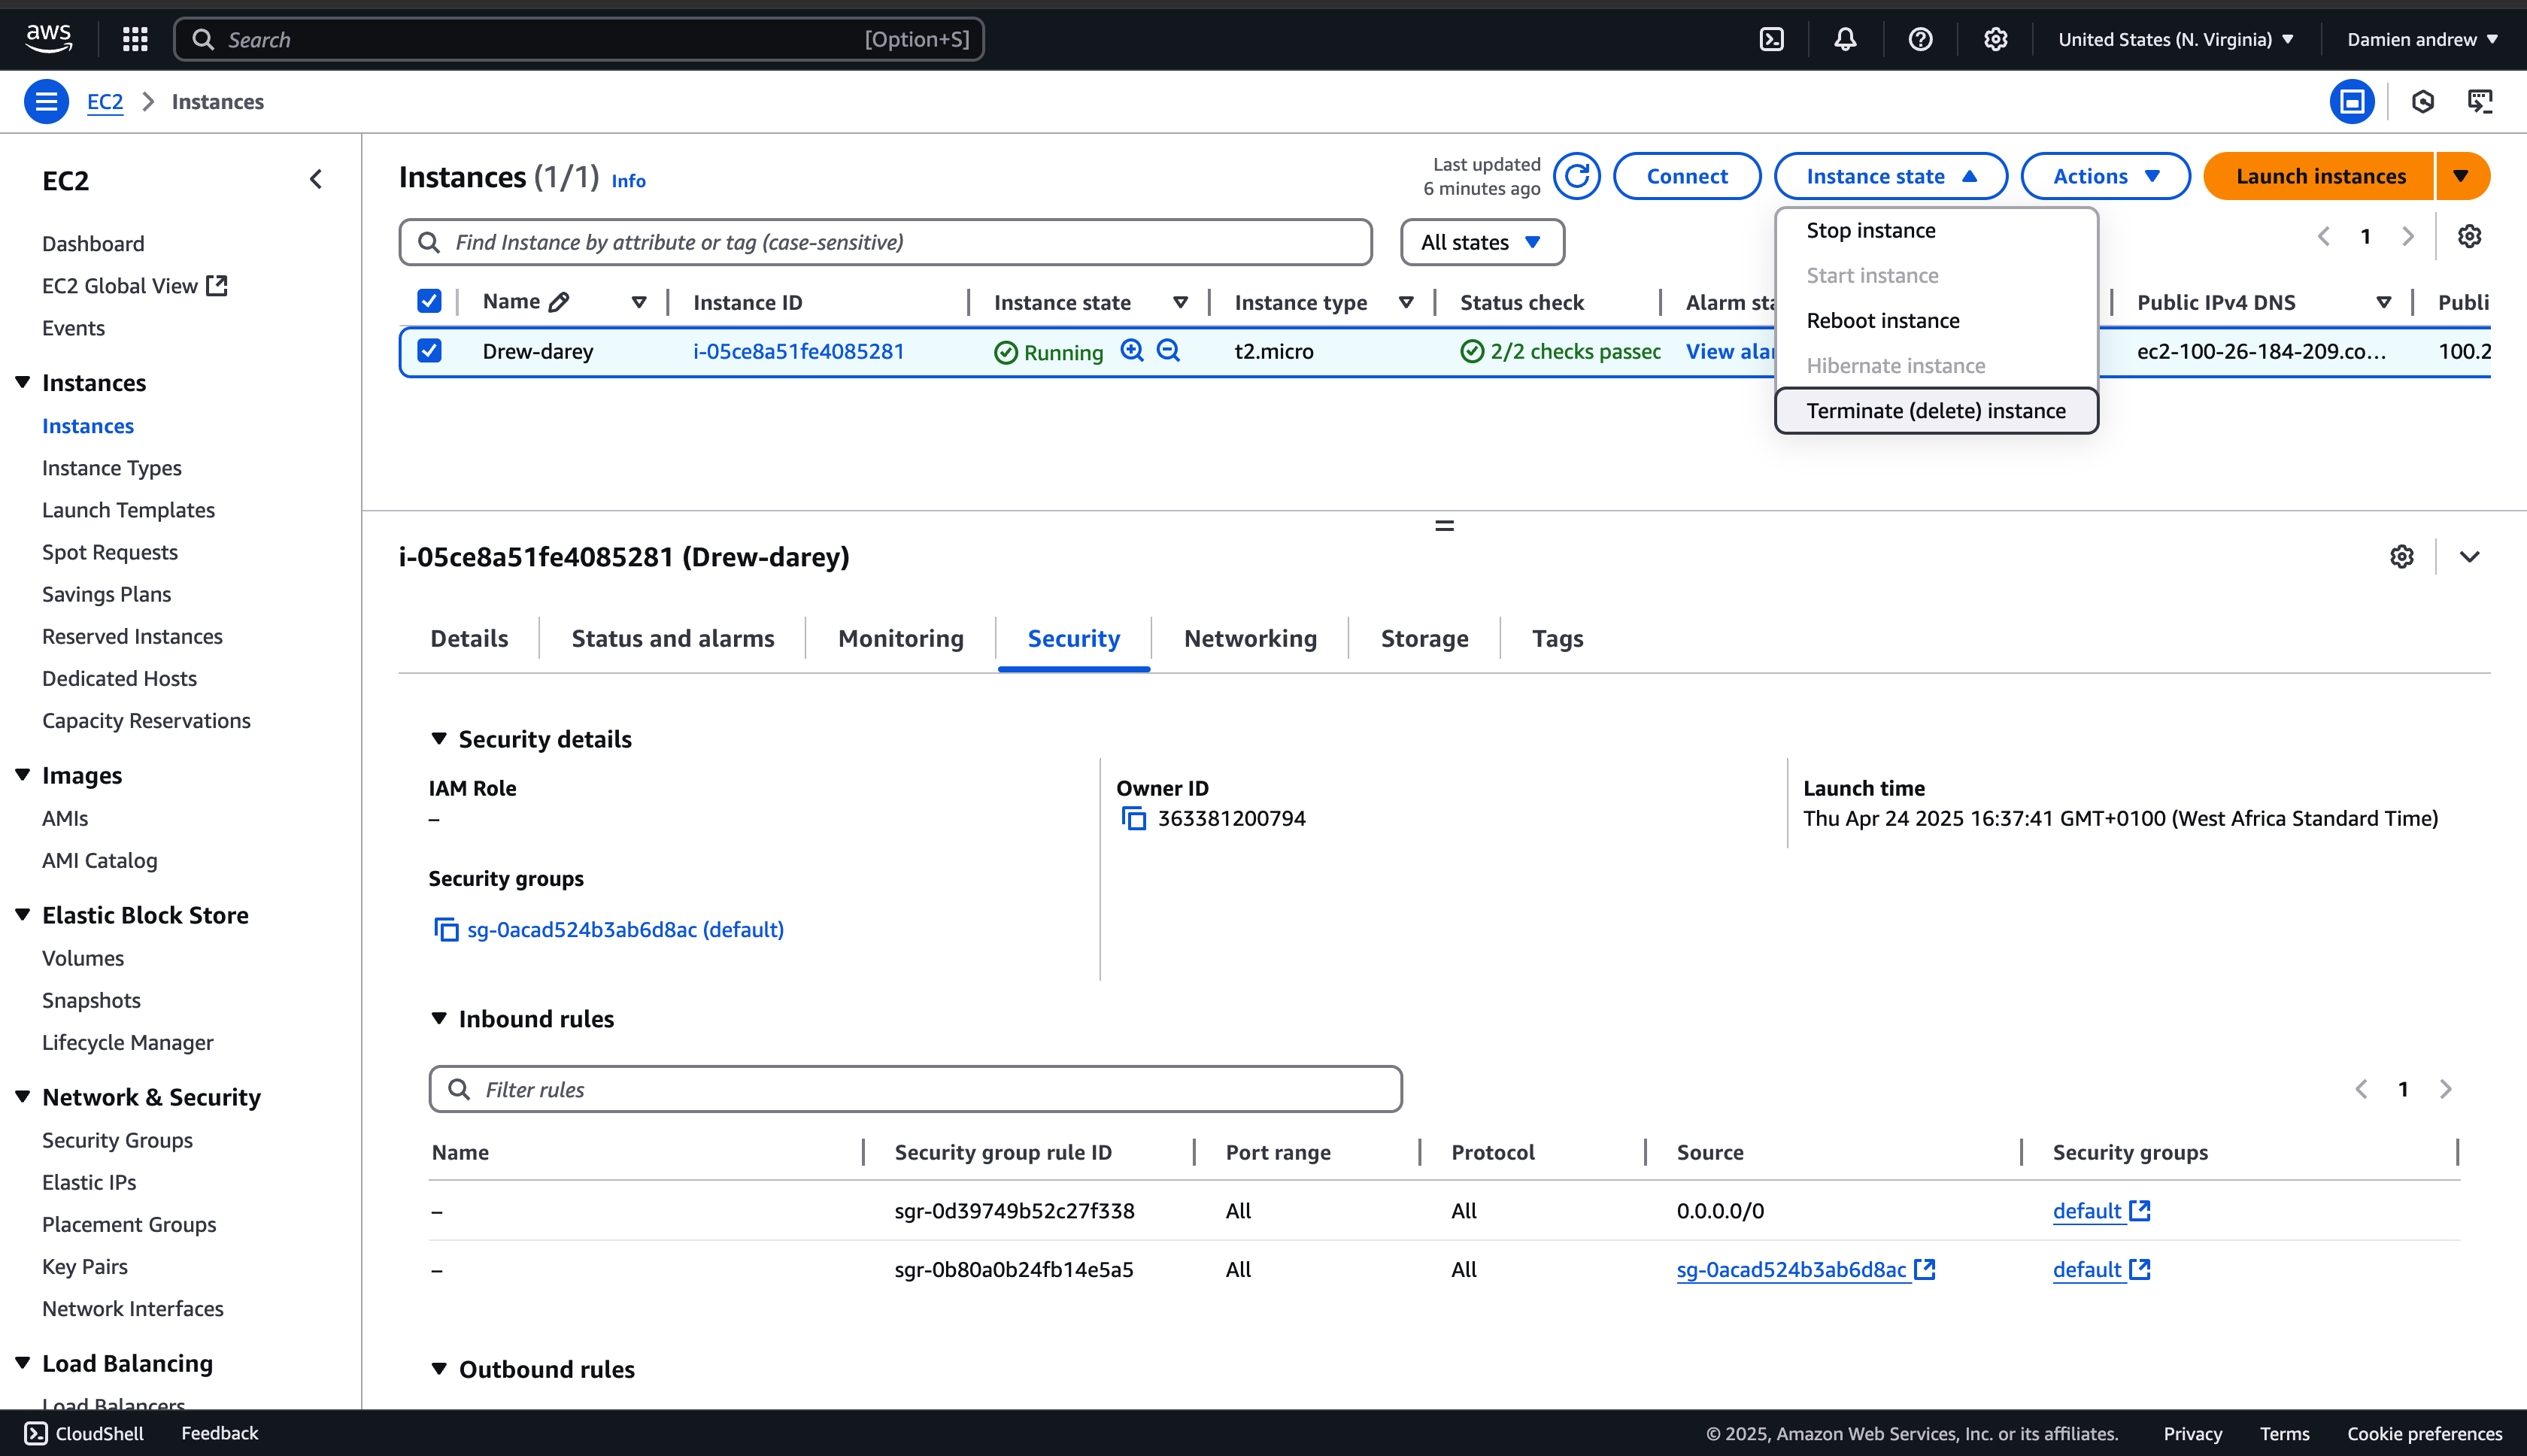 aws
Search [Option+S]
United States (N. Virginia) Damien andrew
EC2 Instances
EC2
Dashboard
EC2 Global View
Events
Instances
Instances
Instance Types
Launch Templates
Spot Requests
Savings Plans
Reserved Instances
Dedicated Hosts
Capacity Reservations
Images
AMIs
AMI Catalog
Elastic Block Store
Volumes
Snapshots
Lifecycle Manager
Network & Security
Security Groups
Elastic IPs
Placement Groups
Key Pairs
Network Interfaces
Load Balancing
Load Balancers
Instances (1/1) Info
Last updated
6 minutes ago
Connect Instance state Actions Launch instances
Find Instance by attribute or tag (case-sensitive)
All states
1
Stop instance
Start instance
Reboot instance
Hibernate instance
Terminate (delete) instance
Name Instance ID Instance state Instance type Status check Alarm sta Public IPv4 DNS Publi
Drew-darey i-05ce8a51fe4085281 Running t2.micro 2/2 checks passec View alar ec2-100-26-184-209.co... 100.2
i-05ce8a51fe4085281 (Drew-darey)
Details Status and alarms Monitoring Security Networking Storage Tags
Security details
IAM Role
–
Owner ID
363381200794
Launch time
Thu Apr 24 2025 16:37:41 GMT+0100 (West Africa Standard Time)
Security groups
sg-0acad524b3ab6d8ac (default)
Inbound rules
Filter rules
1
Name Security group rule ID Port range Protocol Source Security groups
– sgr-0d39749b52c27f338 All All 0.0.0.0/0 default
– sgr-0b80a0b24fb14e5a5 All All sg-0acad524b3ab6d8ac default
Outbound rules
CloudShell Feedback
© 2025, Amazon Web Services, Inc. or its affiliates. Privacy Terms Cookie preferences